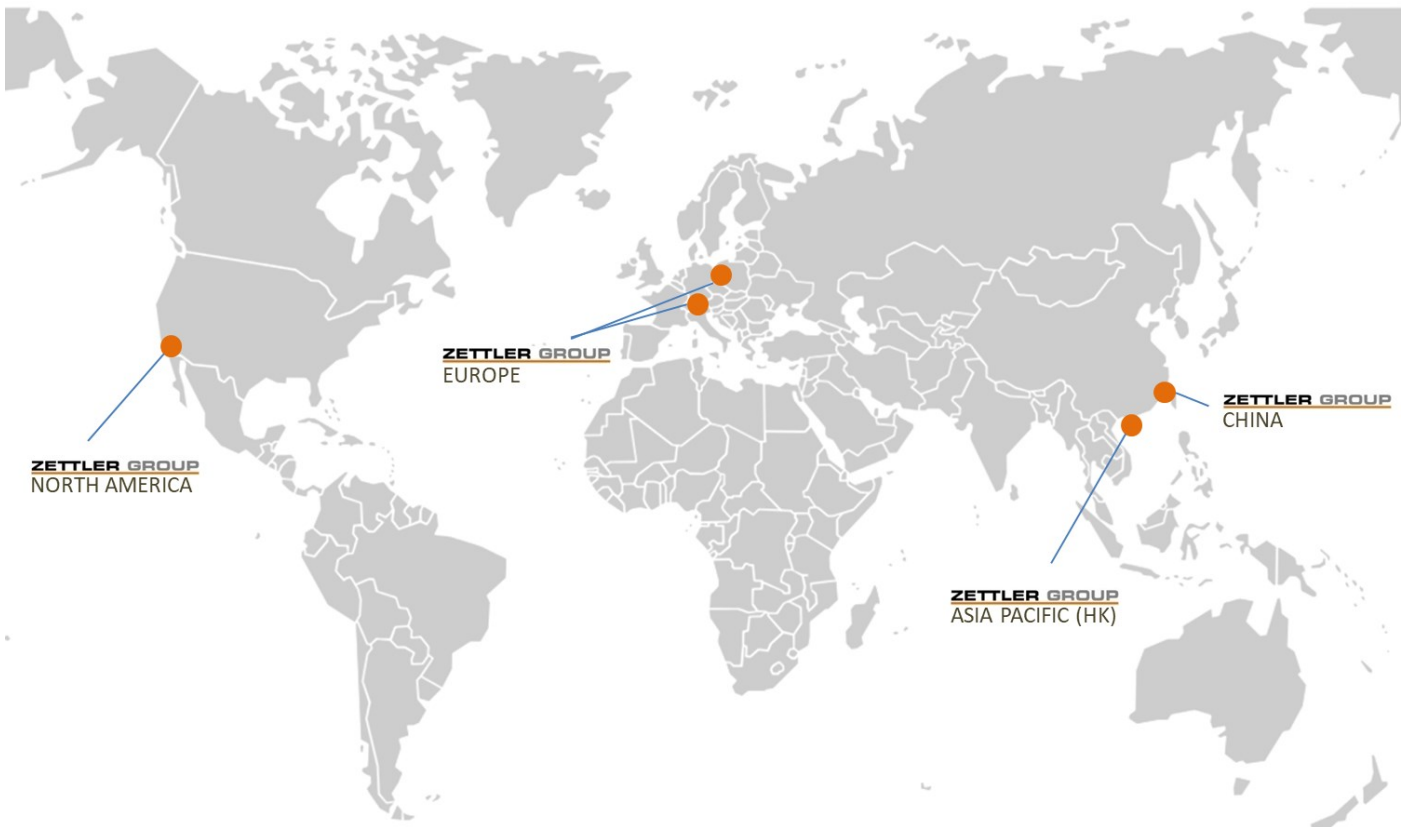 ZETTLER GROUP
EUROPE
ZETTLER GROUP
CHINA
ZETTLER GROUP
NORTH AMERICA
ZETTLER GROUP
ASIA PACIFIC (HK)